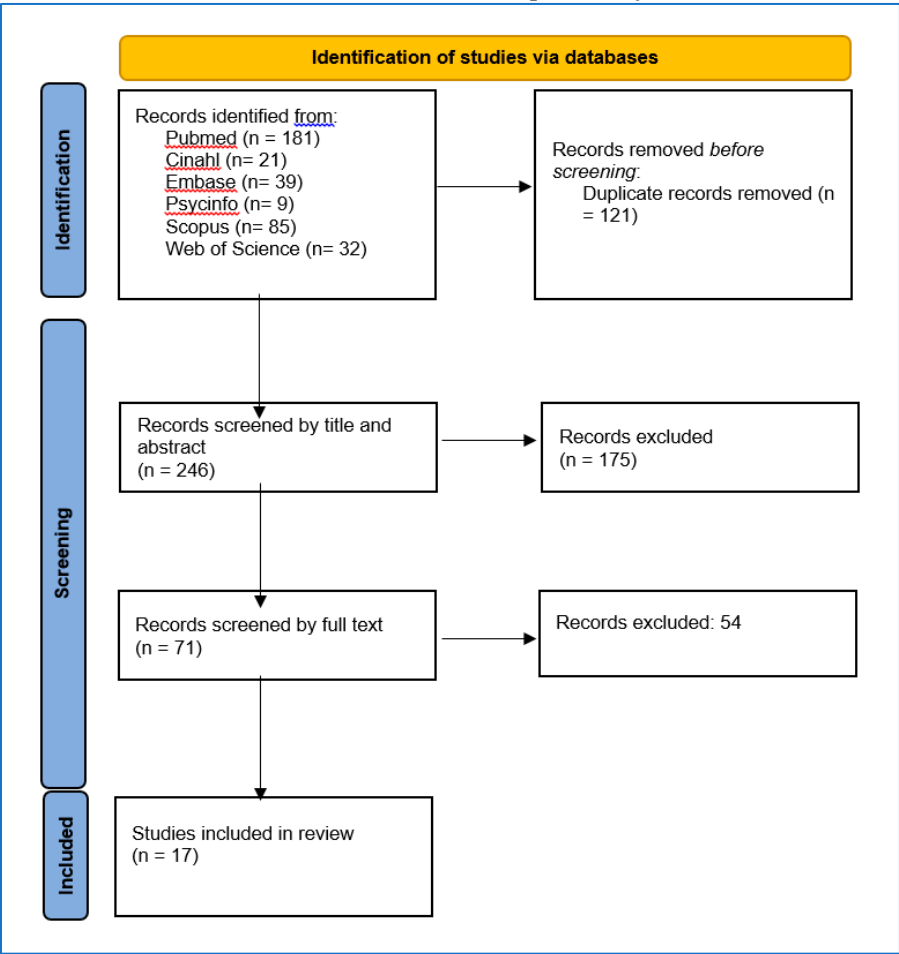 Identification of studies via databases
Identification
Records identified from:
Pubmed (n = 181)
Cinahl (n= 21)
Embase (n= 39)
Psycinfo (n= 9)
Scopus (n= 85)
Web of Science (n= 32)
Records removed before
screening:
Duplicate records removed (n
= 121)
Screening
Records screened by title and
abstract
(n = 246)
Records excluded
(n = 175)
Records screened by full text
(n = 71)
Records excluded: 54
Included
Studies included in review
(n = 17)